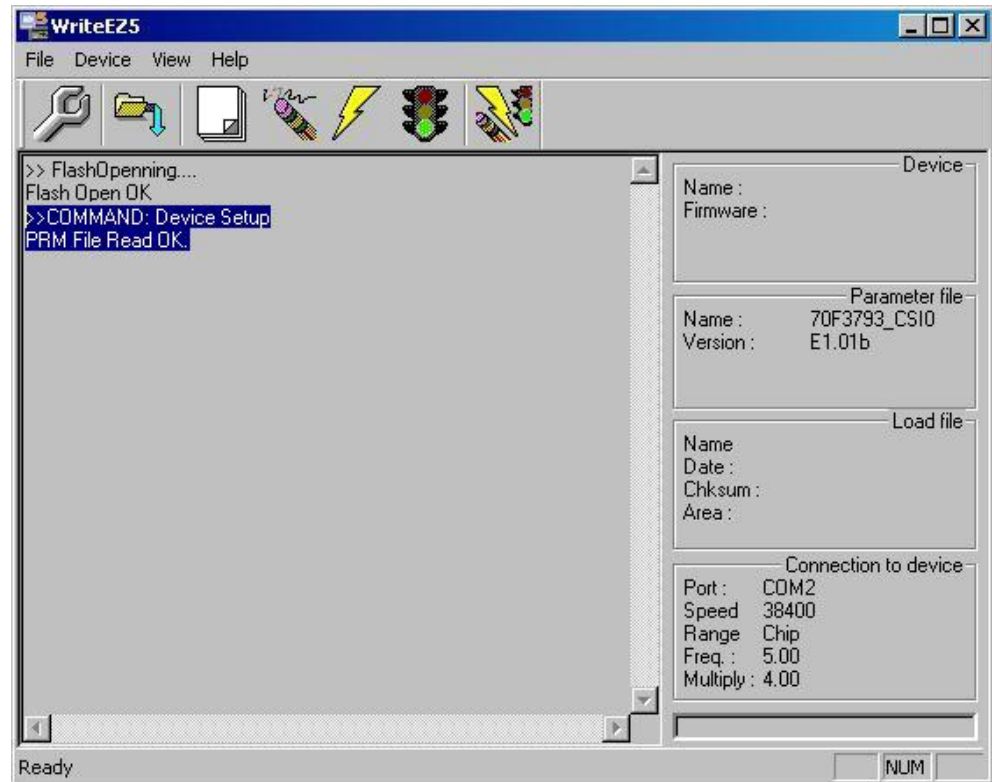 WriteEZ5
File Device View Help
>> FlashOpenning....
Flash Open OK
>>COMMAND: Device Setup
PRM File Read OK.
Device
Name :
Firmware :
Parameter file
Name : 70F3793_CSI0
Version : E1.01b
Load file
Name
Date :
Chksum :
Area :
Connection to device
Port : COM2
Speed 38400
Range Chip
Freq. : 5.00
Multiply : 4.00
Ready
NUM